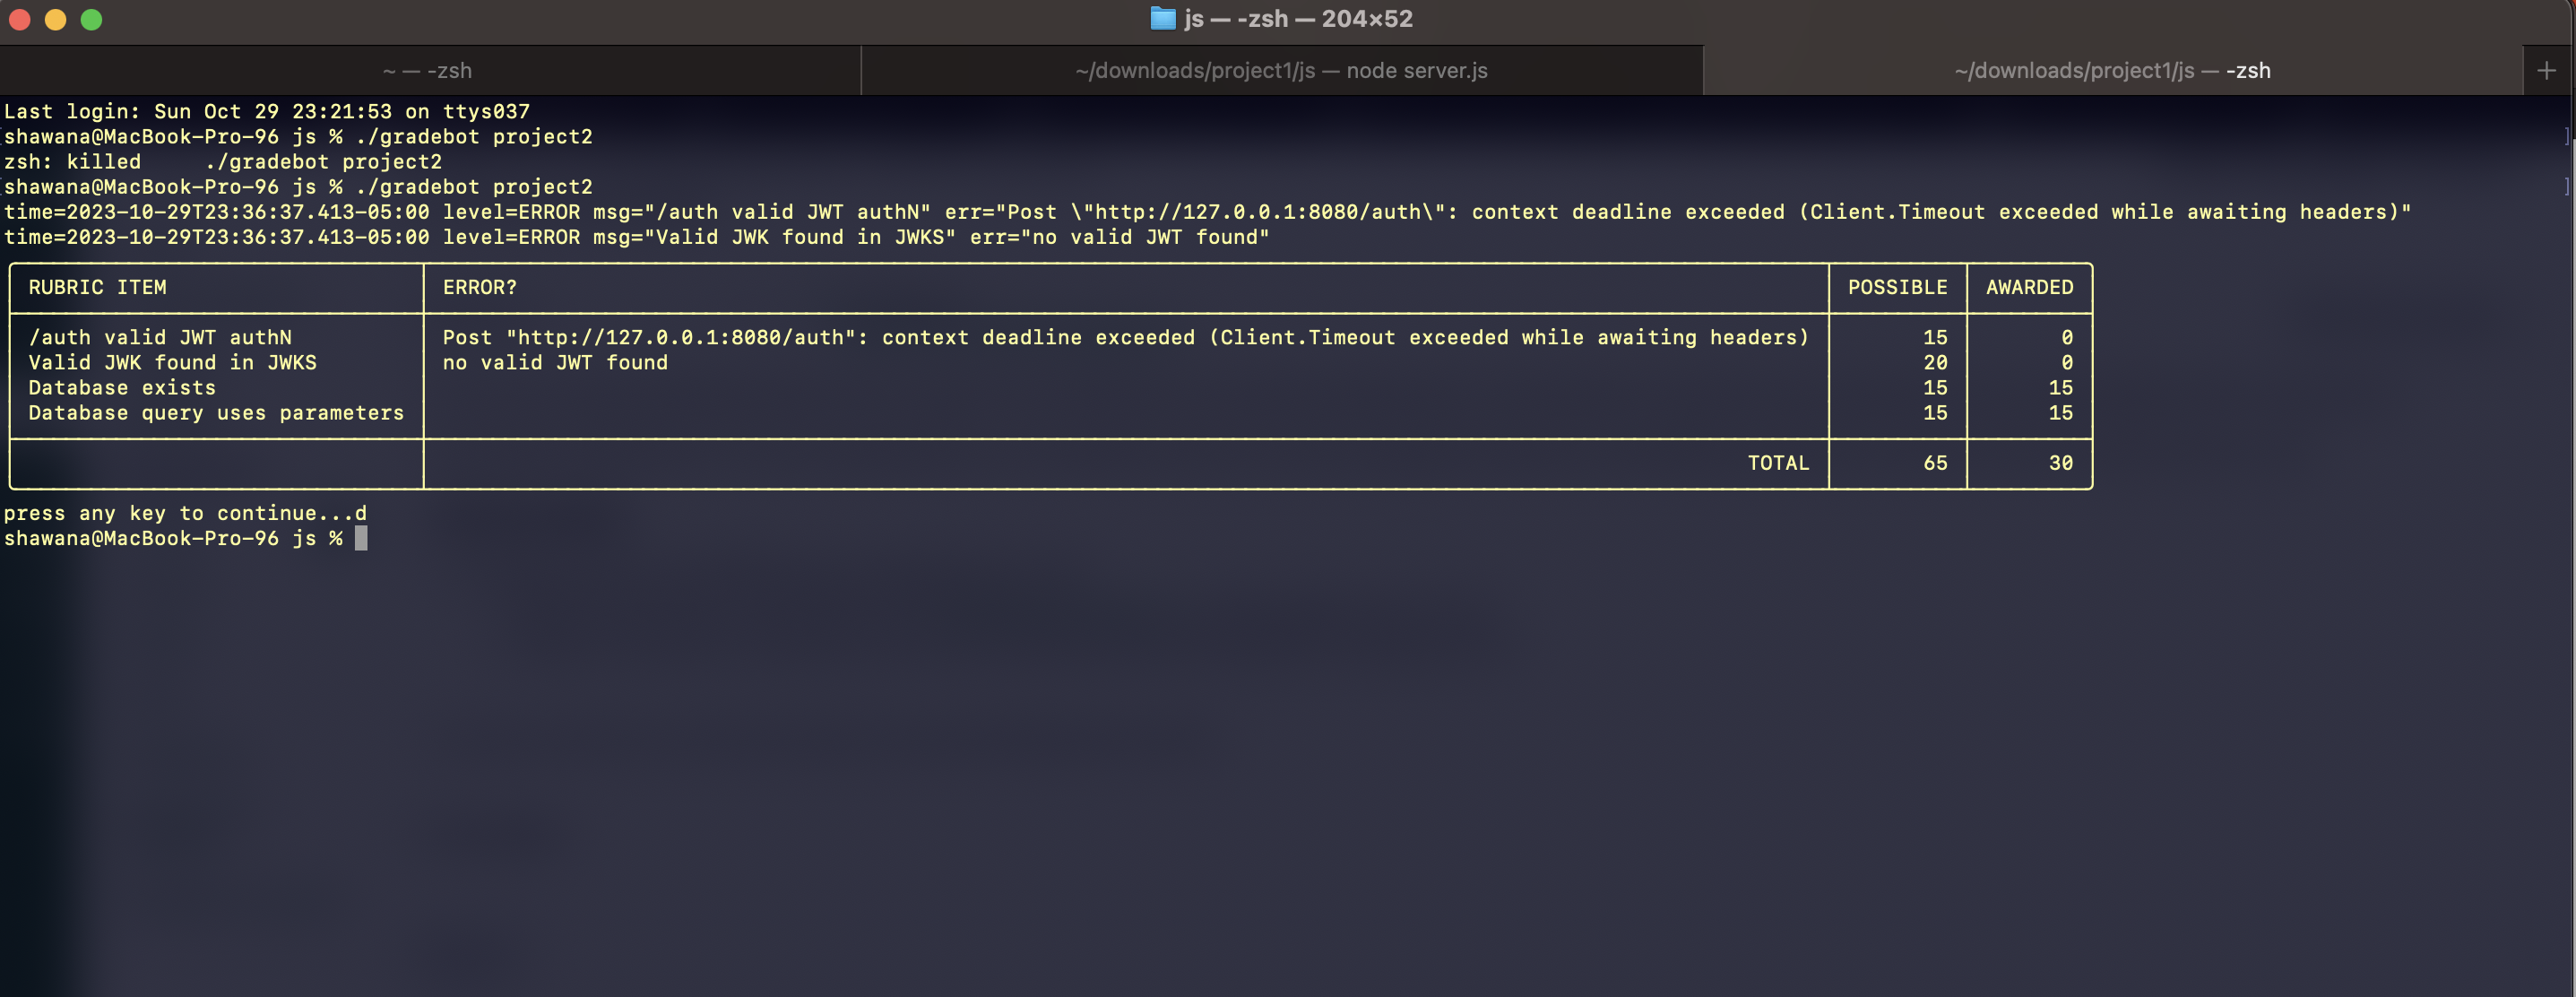 js — -zsh — 204×52
~ — -zsh
~/downloads/project1/js — node server.js
~/downloads/project1/js — -zsh
+
Last login: Sun Oct 29 23:21:53 on ttys037
[shawana@MacBook-Pro-96 js % ./gradebot project2 ]
zsh: killed     ./gradebot project2
[shawana@MacBook-Pro-96 js % ./gradebot project2 ]
time=2023-10-29T23:36:37.413-05:00 level=ERROR msg="/auth valid JWT authN" err="Post \"http://127.0.0.1:8080/auth\": context deadline exceeded (Client.Timeout exceeded while awaiting headers)"
time=2023-10-29T23:36:37.413-05:00 level=ERROR msg="Valid JWK found in JWKS" err="no valid JWT found"
RUBRIC ITEM ERROR? POSSIBLE AWARDED
/auth valid JWT authN Post "http://127.0.0.1:8080/auth": context deadline exceeded (Client.Timeout exceeded while awaiting headers) 15 0
Valid JWK found in JWKS no valid JWT found 20 0
Database exists 15 15
Database query uses parameters 15 15
TOTAL 65 30
press any key to continue...d
shawana@MacBook-Pro-96 js %